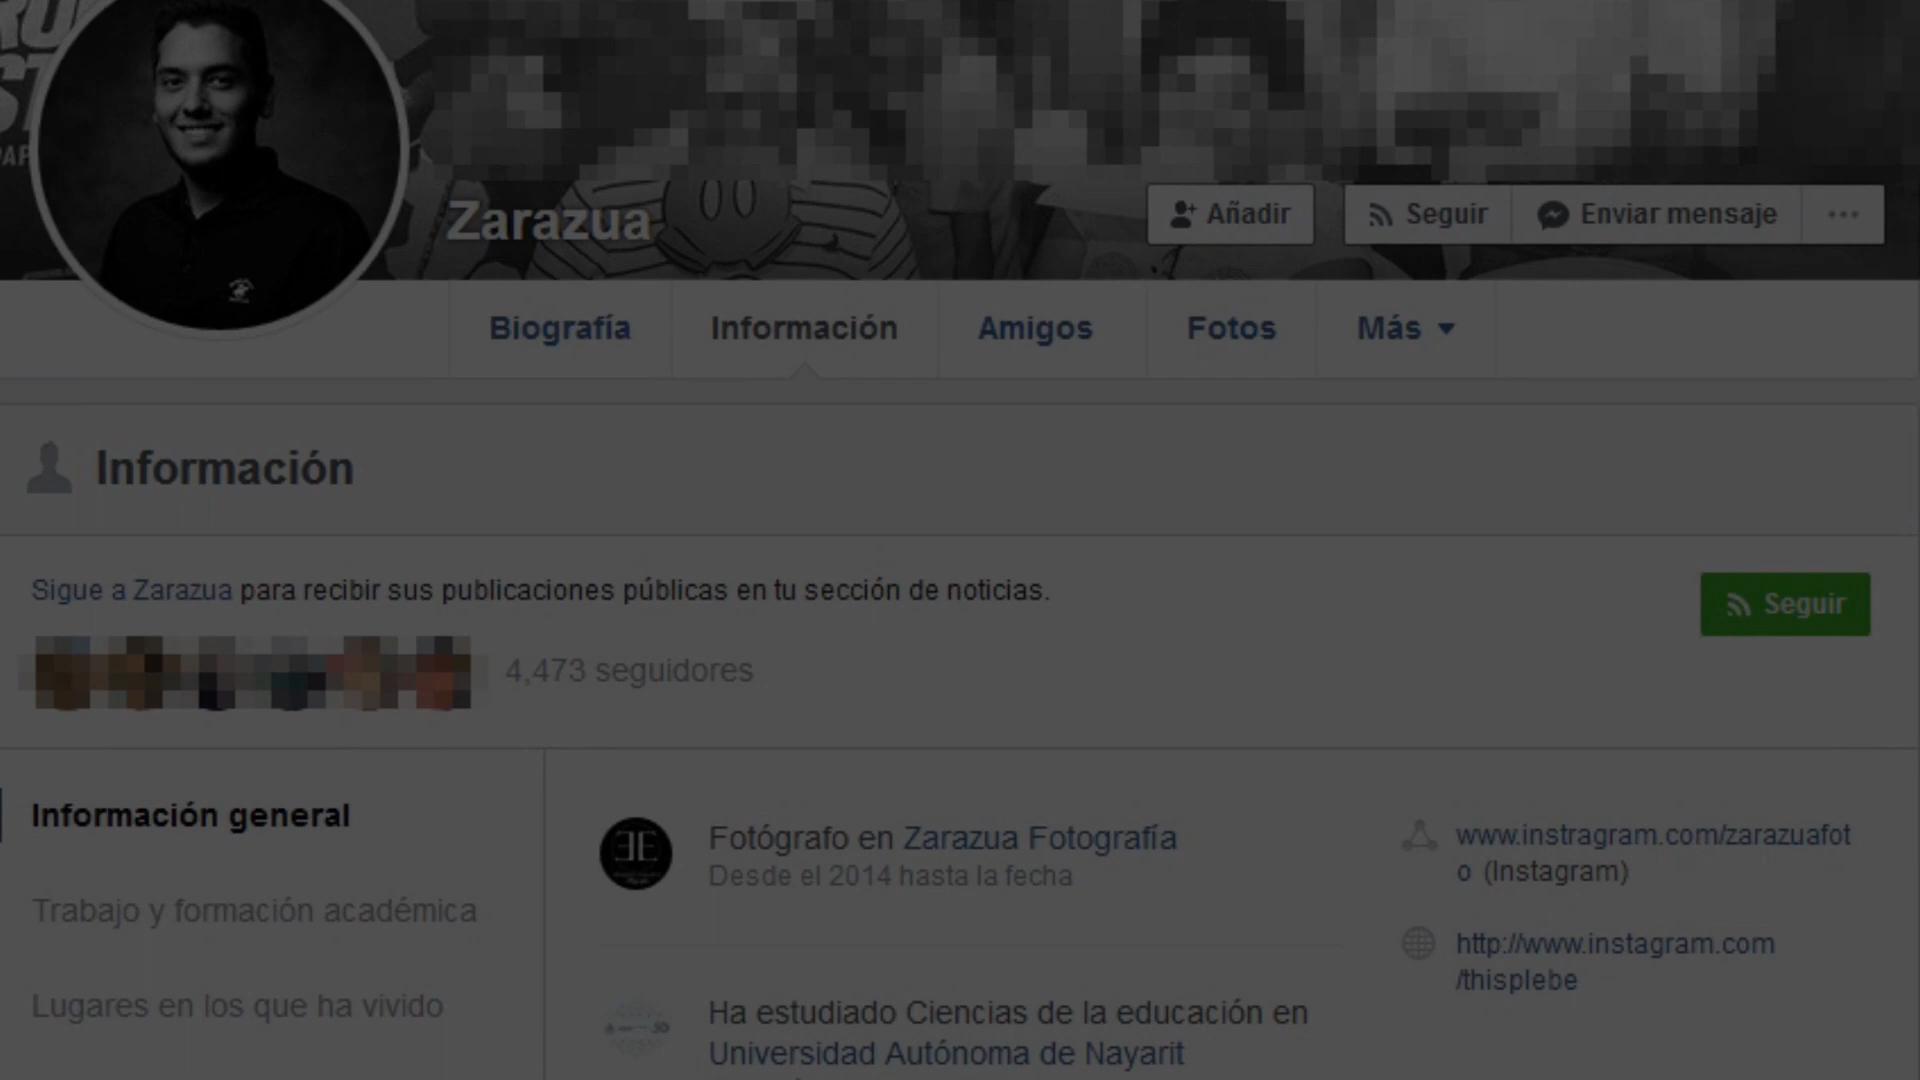 Zarazua
Añadir
Seguir
Enviar mensaje
Biografía
Información
Amigos
Fotos
Más
Información
Sigue a Zarazua para recibir sus publicaciones públicas en tu sección de noticias.
Seguir
4,473 seguidores
Información general
Trabajo y formación académica
Lugares en los que ha vivido
Fotógrafo en Zarazua Fotografía
Desde el 2014 hasta la fecha
Ha estudiado Ciencias de la educación en
Universidad Autónoma de Nayarit
www.instragram.com/zarazuafot
o (Instagram)
http://www.instagram.com
/thisplebe